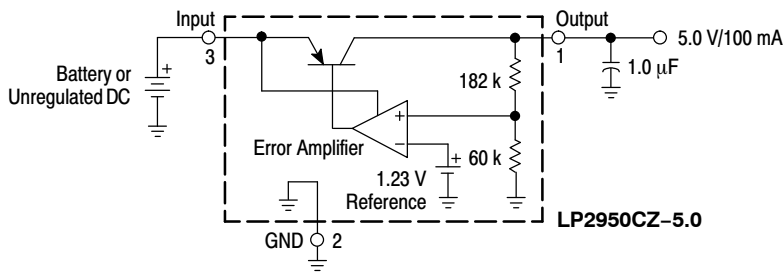 Input
3
Output
1
5.0 V/100 mA
Battery or
Unregulated DC
+
182 k
1.0 µF
Error Amplifier
+
−
60 k
+
1.23 V
Reference
GND 2
LP2950CZ−5.0